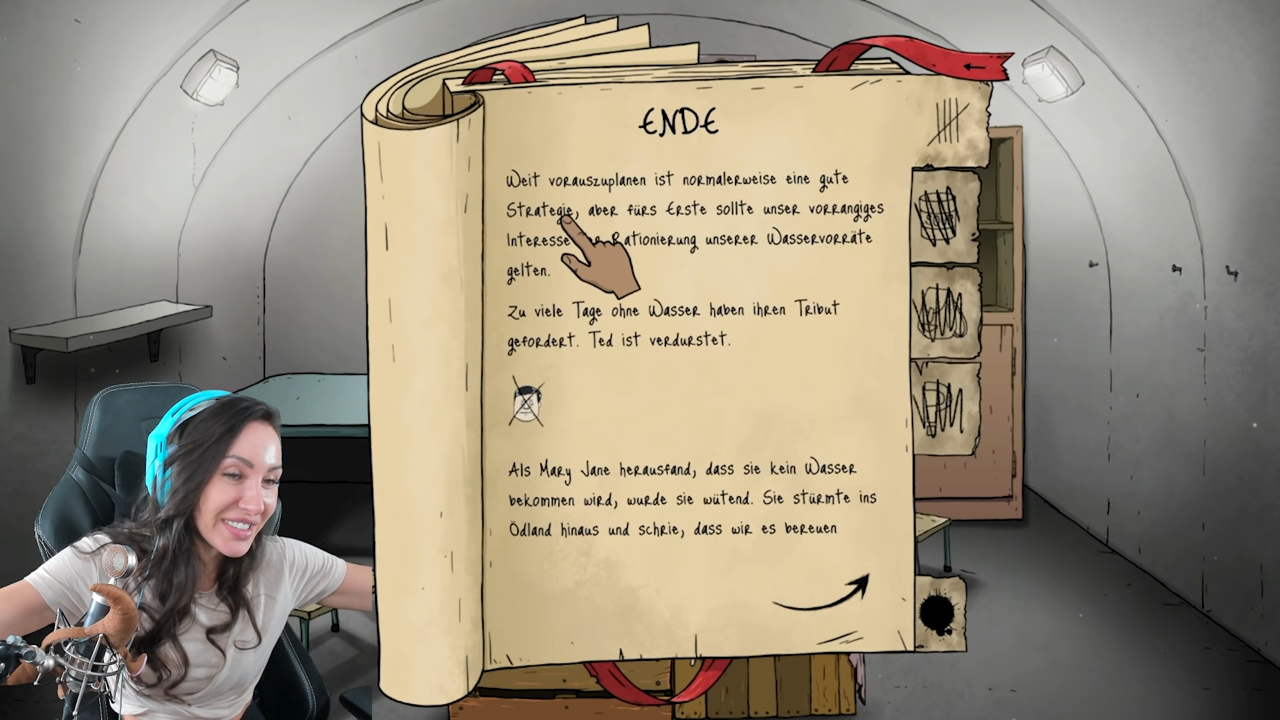 ENDE
Weit vorauszuplanen ist normalerweise eine gute
Strategie, aber fürs Erste sollte unser vorrangiges
Interesse Rationierung unserer Wasservorräte
gelten.
Zu viele Tage ohne Wasser haben ihren Tribut
gefordert. Ted ist verdurstet.
Als Mary Jane herausfand, dass sie kein Wasser
bekommen wird, wurde sie wütend. Sie stürmte ins
Ödland hinaus und schrie, dass wir es bereuen